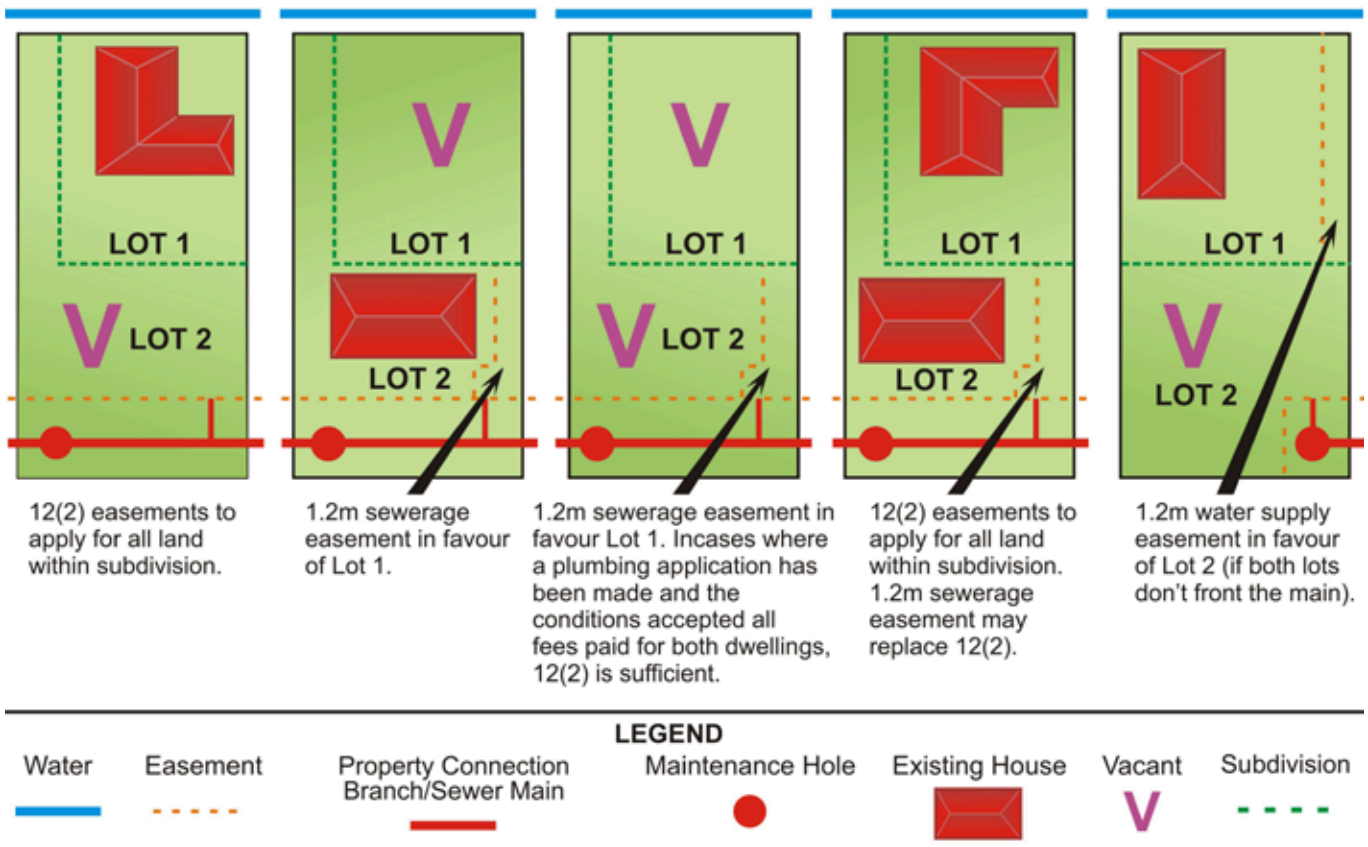 V
LOT 1
V LOT 2
12(2) easements to
apply for all land
within subdivision.
V
LOT 1
LOT 2
1.2m sewerage
easement in favour
of Lot 1.
V
LOT 1
V LOT 2
1.2m sewerage easement in
favour Lot 1. Incases where
a plumbing application has
been made and the
conditions accepted all
fees paid for both dwellings,
12(2) is sufficient.
LOT 1
LOT 2
12(2) easements to
apply for all land
within subdivision.
1.2m sewerage
easement may
replace 12(2).
LOT 1
V
LOT 2
1.2m water supply
easement in favour
of Lot 2 (if both lots
don't front the main).
LEGEND
Water
Easement
Property Connection
Branch/Sewer Main
Maintenance Hole
Existing House
Vacant
V
Subdivision